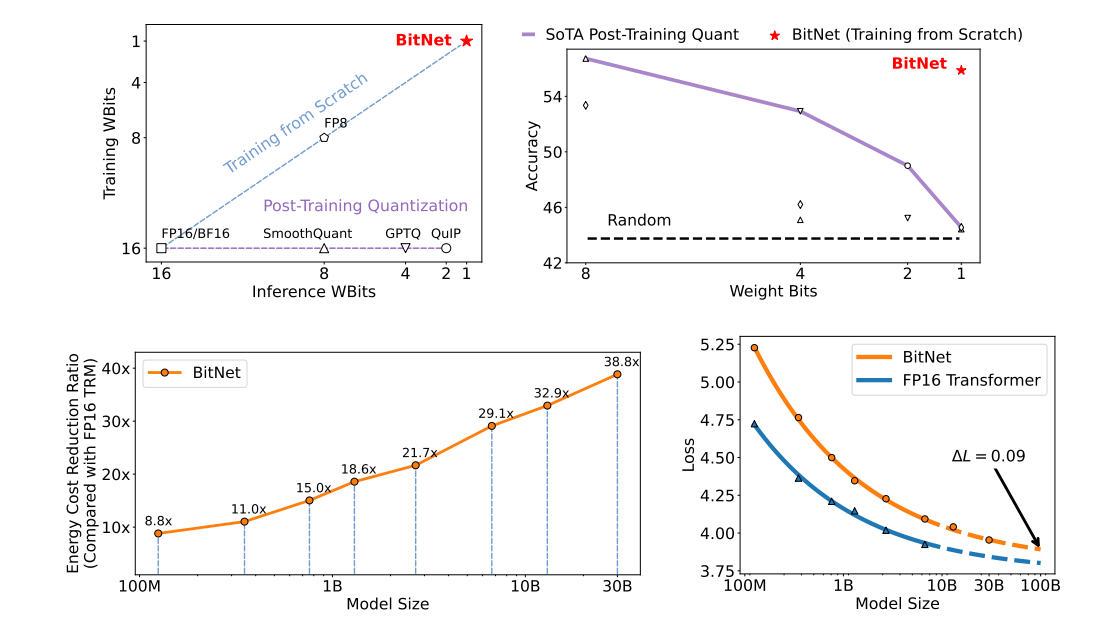 BitNet
Training from Scratch
FP8
Post-Training Quantization
FP16/BF16 SmoothQuant GPTQ QuIP
1
4
8
16
Training WBits
16 8 4 2 1
Inference WBits
SoTA Post-Training Quant BitNet (Training from Scratch)
BitNet
Random
54
50
46
42
Accuracy
8 4 2 1
Weight Bits
BitNet
40x
30x
20x
10x
Energy Cost Reduction Ratio
(Compared with FP16 TRM)
8.8x 11.0x 15.0x 18.6x 21.7x 29.1x 32.9x 38.8x
100M 1B 10B 30B
Model Size
BitNet
FP16 Transformer
ΔL = 0.09
5.25
5.00
4.75
4.50
4.25
4.00
3.75
Loss
100M 1B 10B 30B 100B
Model Size